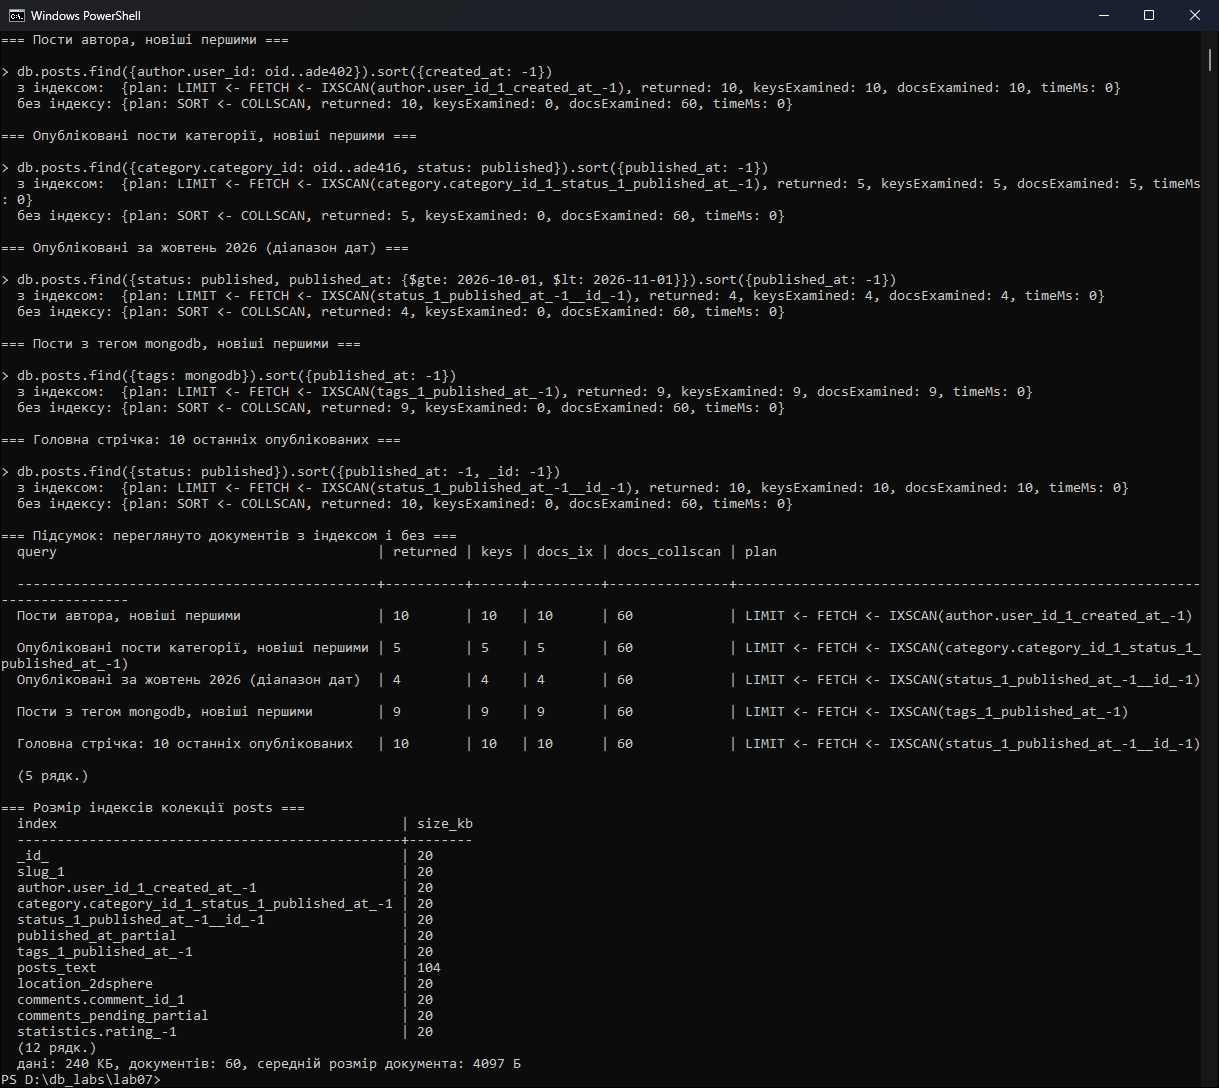 Windows PowerShell
=== Пости автора, новіші першими ===
> db.posts.find({author.user_id: oid..ade402}).sort({created_at: -1})
з індексом:  {plan: LIMIT <- FETCH <- IXSCAN(author.user_id_1_created_at_-1), returned: 10, keysExamined: 10, docsExamined: 10, timeMs: 0}
без індексу: {plan: SORT <- COLLSCAN, returned: 10, keysExamined: 0, docsExamined: 60, timeMs: 0}
=== Опубліковані пости категорії, новіші першими ===
> db.posts.find({category.category_id: oid..ade416, status: published}).sort({published_at: -1})
з індексом:  {plan: LIMIT <- FETCH <- IXSCAN(category.category_id_1_status_1_published_at_-1), returned: 5, keysExamined: 5, docsExamined: 5, timeMs
: 0}
без індексу: {plan: SORT <- COLLSCAN, returned: 5, keysExamined: 0, docsExamined: 60, timeMs: 0}
=== Опубліковані за жовтень 2026 (діапазон дат) ===
> db.posts.find({status: published, published_at: {$gte: 2026-10-01, $lt: 2026-11-01}}).sort({published_at: -1})
з індексом:  {plan: LIMIT <- FETCH <- IXSCAN(status_1_published_at_-1__id_-1), returned: 4, keysExamined: 4, docsExamined: 4, timeMs: 0}
без індексу: {plan: SORT <- COLLSCAN, returned: 4, keysExamined: 0, docsExamined: 60, timeMs: 0}
=== Пости з тегом mongodb, новіші першими ===
> db.posts.find({tags: mongodb}).sort({published_at: -1})
з індексом:  {plan: LIMIT <- FETCH <- IXSCAN(tags_1_published_at_-1), returned: 9, keysExamined: 9, docsExamined: 9, timeMs: 0}
без індексу: {plan: SORT <- COLLSCAN, returned: 9, keysExamined: 0, docsExamined: 60, timeMs: 0}
=== Головна стрічка: 10 останніх опублікованих ===
> db.posts.find({status: published}).sort({published_at: -1, _id: -1})
з індексом:  {plan: LIMIT <- FETCH <- IXSCAN(status_1_published_at_-1__id_-1), returned: 10, keysExamined: 10, docsExamined: 10, timeMs: 0}
без індексу: {plan: SORT <- COLLSCAN, returned: 10, keysExamined: 0, docsExamined: 60, timeMs: 0}
=== Підсумок: переглянуто документів з індексом і без ===
query | returned | keys | docs_ix | docs_collscan | plan
---------------------------------------------+----------+------+---------+---------------+----------------------------------------------------------
----------------
Пости автора, новіші першими | 10 | 10 | 10 | 60 | LIMIT <- FETCH <- IXSCAN(author.user_id_1_created_at_-1)
Опубліковані пости категорії, новіші першими | 5 | 5 | 5 | 60 | LIMIT <- FETCH <- IXSCAN(category.category_id_1_status_1_
published_at_-1)
Опубліковані за жовтень 2026 (діапазон дат) | 4 | 4 | 4 | 60 | LIMIT <- FETCH <- IXSCAN(status_1_published_at_-1__id_-1)
Пости з тегом mongodb, новіші першими | 9 | 9 | 9 | 60 | LIMIT <- FETCH <- IXSCAN(tags_1_published_at_-1)
Головна стрічка: 10 останніх опублікованих | 10 | 10 | 10 | 60 | LIMIT <- FETCH <- IXSCAN(status_1_published_at_-1__id_-1)
(5 рядк.)
=== Розмір індексів колекції posts ===
index | size_kb
------------------------------------------------+--------
_id_ | 20
slug_1 | 20
author.user_id_1_created_at_-1 | 20
category.category_id_1_status_1_published_at_-1 | 20
status_1_published_at_-1__id_-1 | 20
published_at_partial | 20
tags_1_published_at_-1 | 20
posts_text | 104
location_2dsphere | 20
comments.comment_id_1 | 20
comments_pending_partial | 20
statistics.rating_-1 | 20
(12 рядк.)
дані: 240 КБ, документів: 60, середній розмір документа: 4097 Б
PS D:\db_labs\lab07>